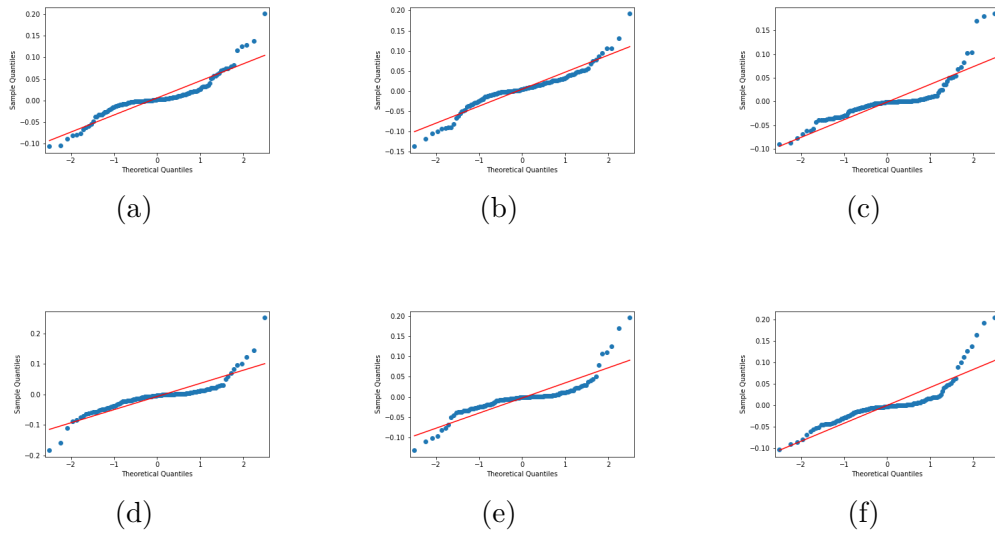 0.20
0.15
0.10
0.05
0.00
−0.05
−0.10
Sample Quantiles
−2 −1 0 1 2
Theoretical Quantiles
(a)
0.20
0.15
0.10
0.05
0.00
−0.05
−0.10
−0.15
Sample Quantiles
−2 −1 0 1 2
Theoretical Quantiles
(b)
0.15
0.10
0.05
0.00
−0.05
−0.10
Sample Quantiles
−2 −1 0 1 2
Theoretical Quantiles
(c)
0.2
0.1
0.0
−0.1
−0.2
Sample Quantiles
−2 −1 0 1 2
Theoretical Quantiles
(d)
0.20
0.15
0.10
0.05
0.00
−0.05
−0.10
Sample Quantiles
−2 −1 0 1 2
Theoretical Quantiles
(e)
0.20
0.15
0.10
0.05
0.00
−0.05
−0.10
Sample Quantiles
−2 −1 0 1 2
Theoretical Quantiles
(f)